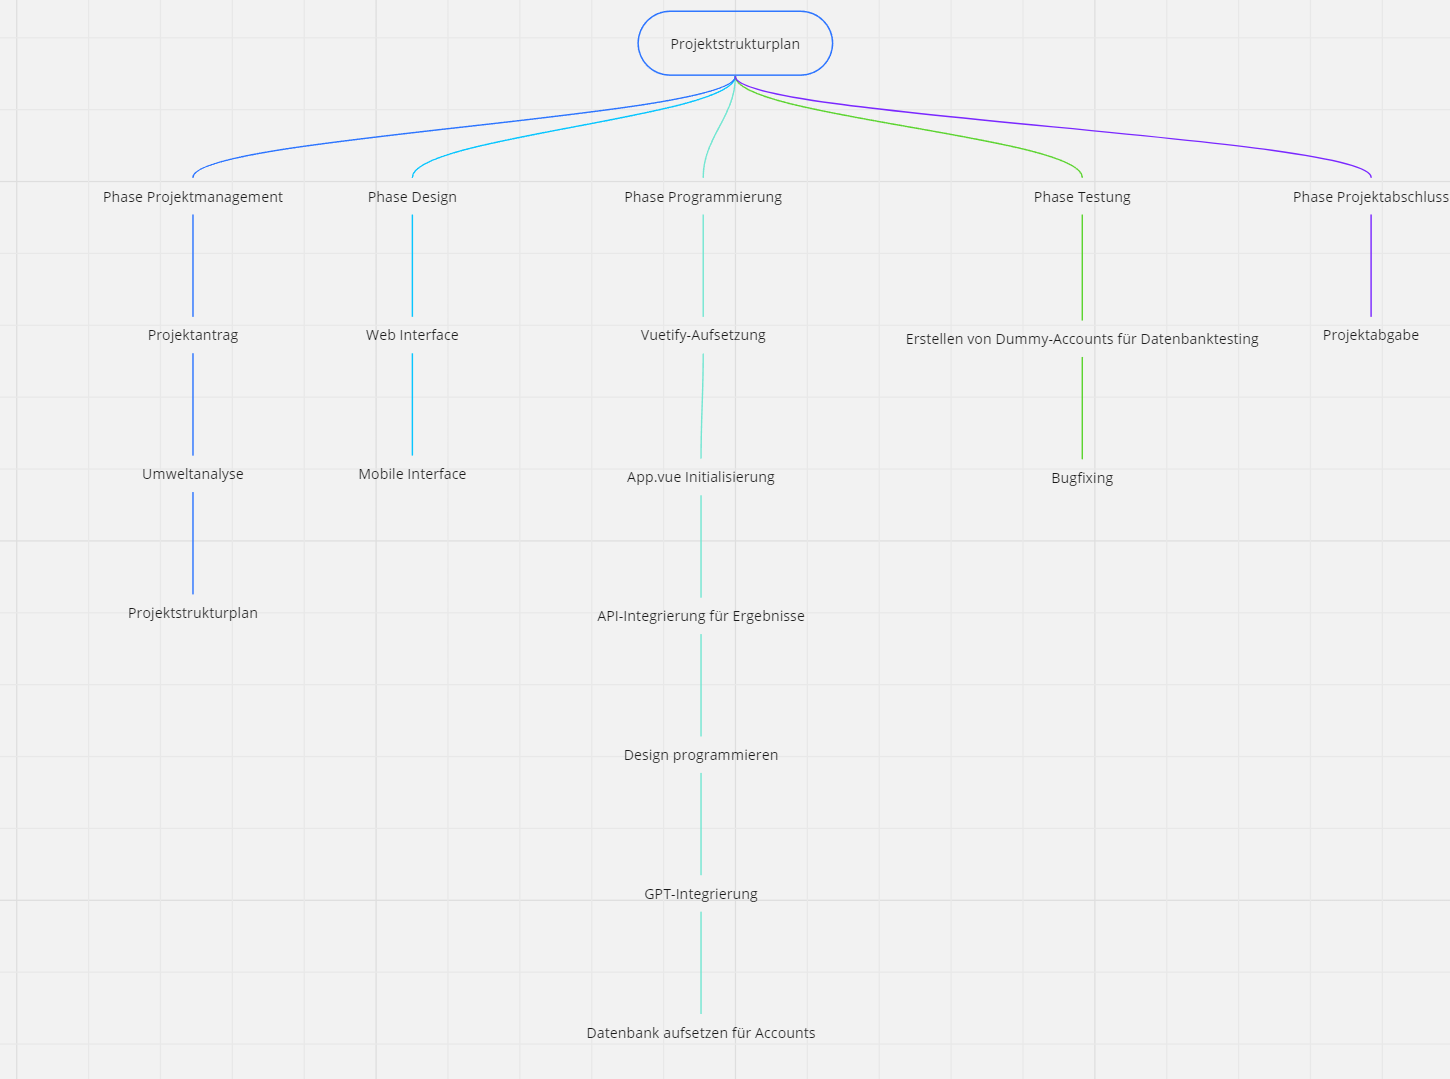 Projektstrukturplan
Phase Projektmanagement
Phase Design
Phase Programmierung
Phase Testung
Phase Projektabschluss
Projektantrag
Web Interface
Vuetify-Aufsetzung
Erstellen von Dummy-Accounts für Datenbanktesting
Projektabgabe
Umweltanalyse
Mobile Interface
App.vue Initialisierung
Bugfixing
Projektstrukturplan
API-Integrierung für Ergebnisse
Design programmieren
GPT-Integrierung
Datenbank aufsetzen für Accounts